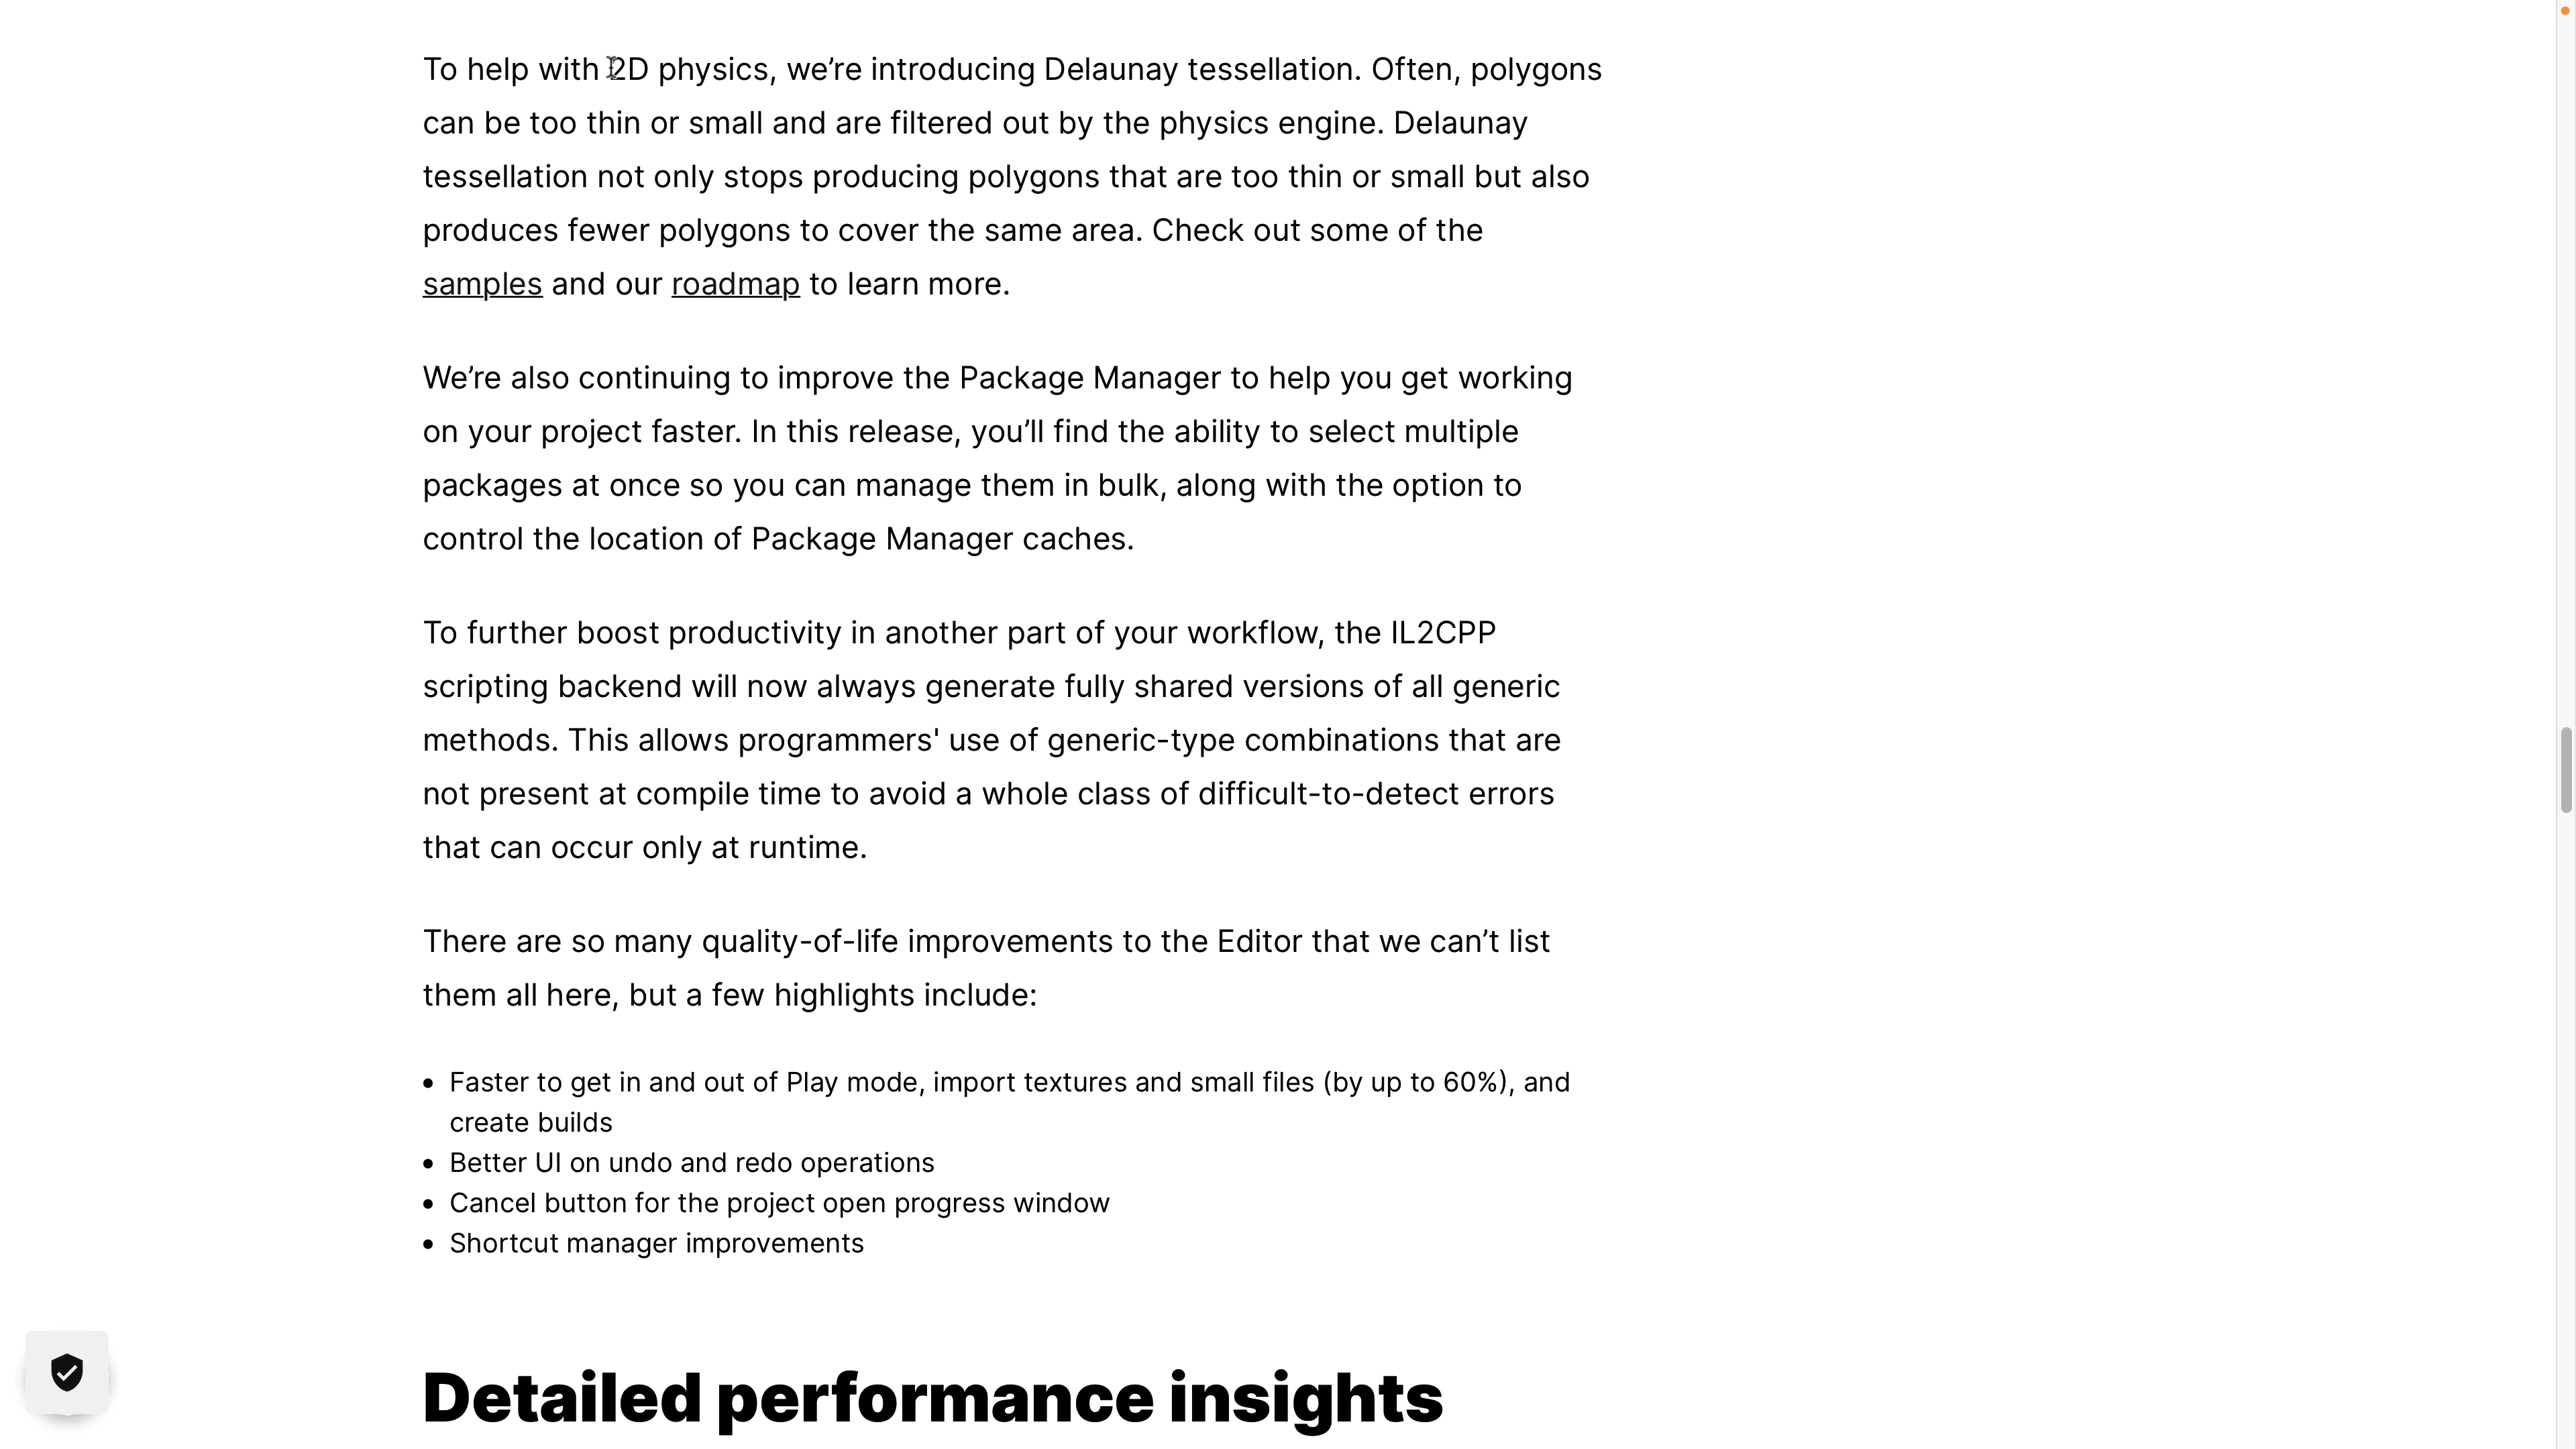 To help with 2D physics, we’re introducing Delaunay tessellation. Often, polygons
can be too thin or small and are filtered out by the physics engine. Delaunay
tessellation not only stops producing polygons that are too thin or small but also
produces fewer polygons to cover the same area. Check out some of the
samples and our roadmap to learn more.
We’re also continuing to improve the Package Manager to help you get working
on your project faster. In this release, you’ll find the ability to select multiple
packages at once so you can manage them in bulk, along with the option to
control the location of Package Manager caches.
To further boost productivity in another part of your workflow, the IL2CPP
scripting backend will now always generate fully shared versions of all generic
methods. This allows programmers' use of generic-type combinations that are
not present at compile time to avoid a whole class of difficult-to-detect errors
that can occur only at runtime.
There are so many quality-of-life improvements to the Editor that we can’t list
them all here, but a few highlights include:
• Faster to get in and out of Play mode, import textures and small files (by up to 60%), and
create builds
• Better UI on undo and redo operations
• Cancel button for the project open progress window
• Shortcut manager improvements
Detailed performance insights